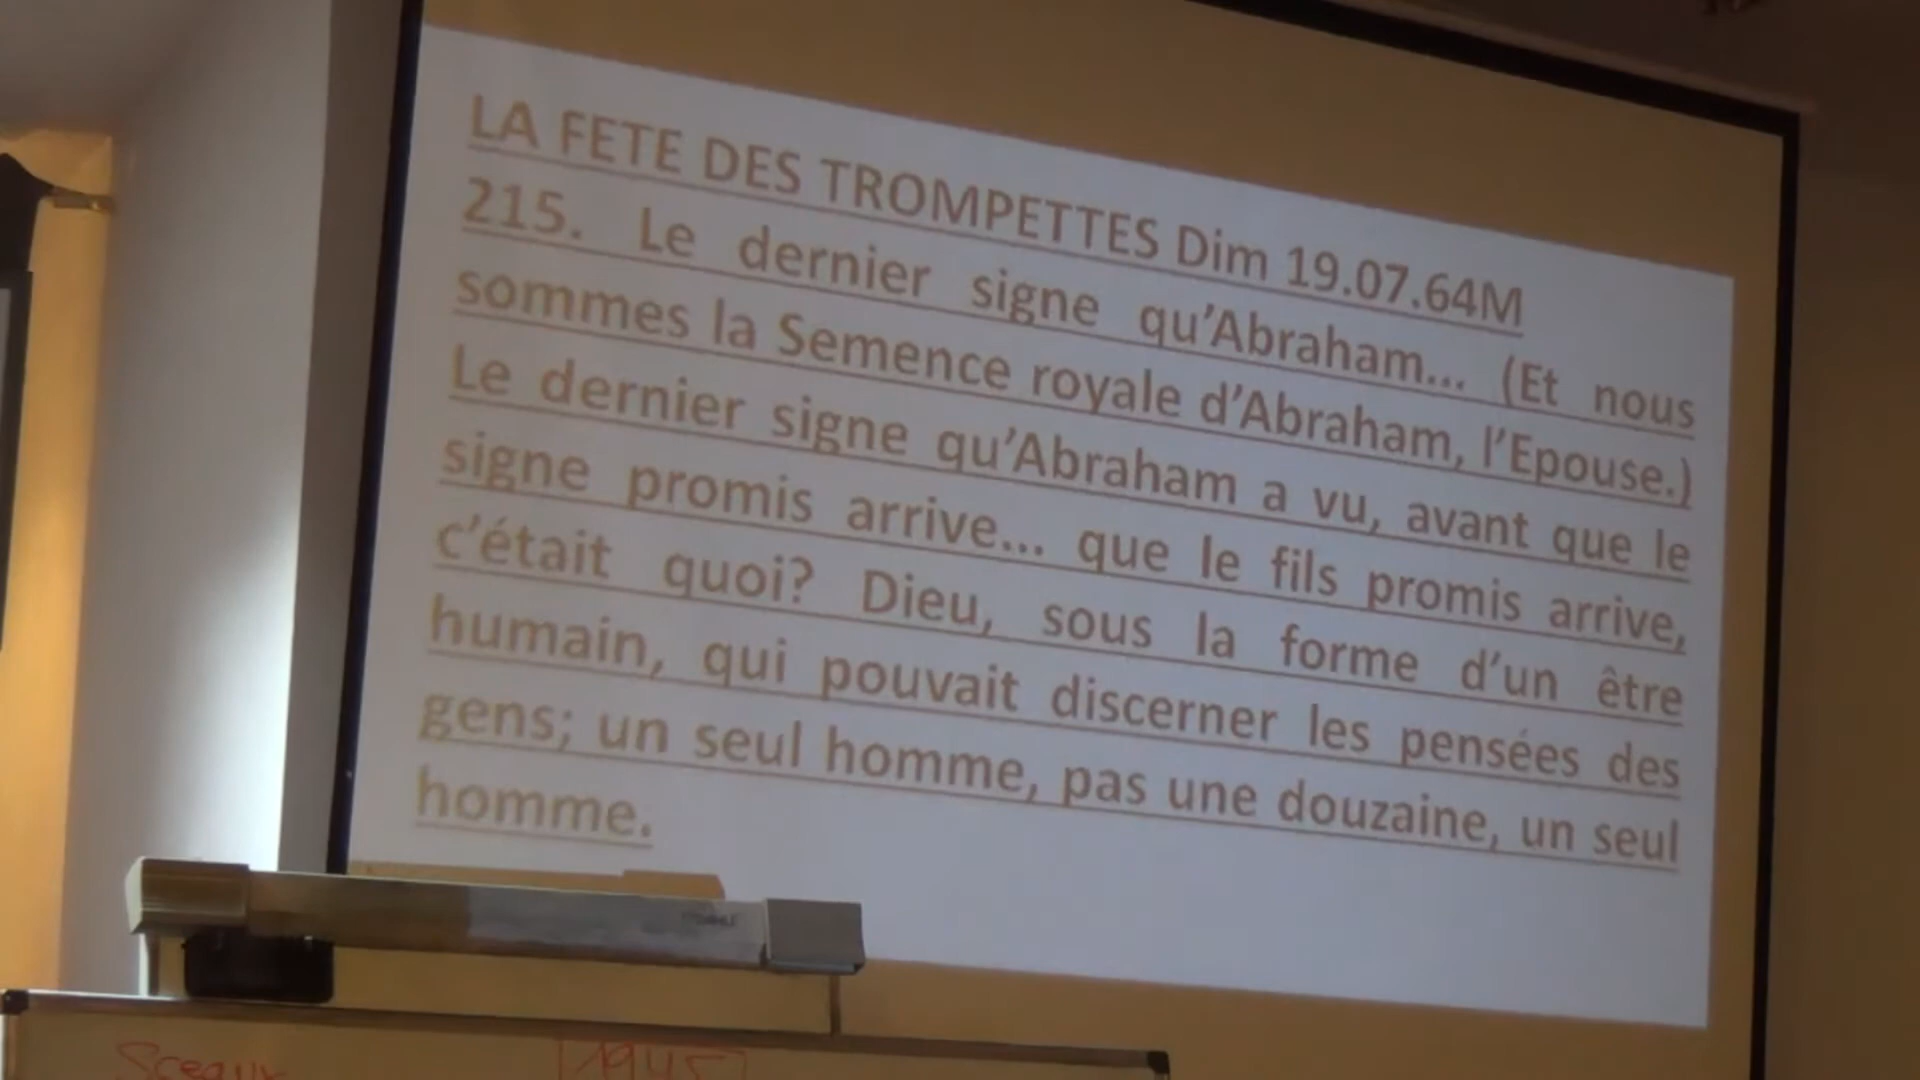 LA FETE DES TROMPETTES Dim 19.07.64M
215. Le dernier signe qu'Abraham... (Et nous
sommes la Semence royale d'Abraham, l'Epouse.)
Le dernier signe qu'Abraham a vu, avant que le
signe promis arrive... que le fils promis arrive,
c'était quoi? Dieu, sous la forme d'un être
humain, qui pouvait discerner les pensées des
gens; un seul homme, pas une douzaine, un seul
homme.
Sceaux
1945